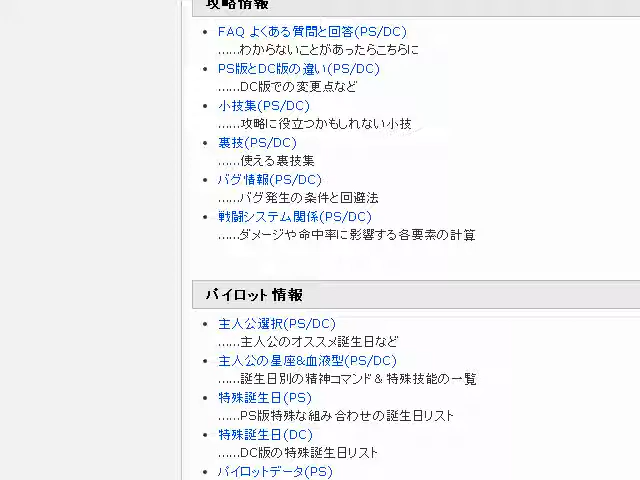 攻略情報
FAQ よくある質問と回答(PS/DC)
……わからないことがあったらこちらに
PS版とDC版の違い(PS/DC)
……DC版での変更点など
小技集(PS/DC)
……攻略に役立つかもしれない小技
裏技(PS/DC)
……使える裏技集
バグ情報(PS/DC)
……バグ発生の条件と回避法
戦闘システム関係(PS/DC)
……ダメージや命中率に影響する各要素の計算
パイロット情報
主人公選択(PS/DC)
……主人公のオススメ誕生日など
主人公の星座&血液型(PS/DC)
……誕生日別の精神コマンド&特殊技能の一覧
特殊誕生日(PS)
……PS版特殊な組み合わせの誕生日リスト
特殊誕生日(DC)
……DC版の特殊誕生日リスト
パイロットデータ(PS)